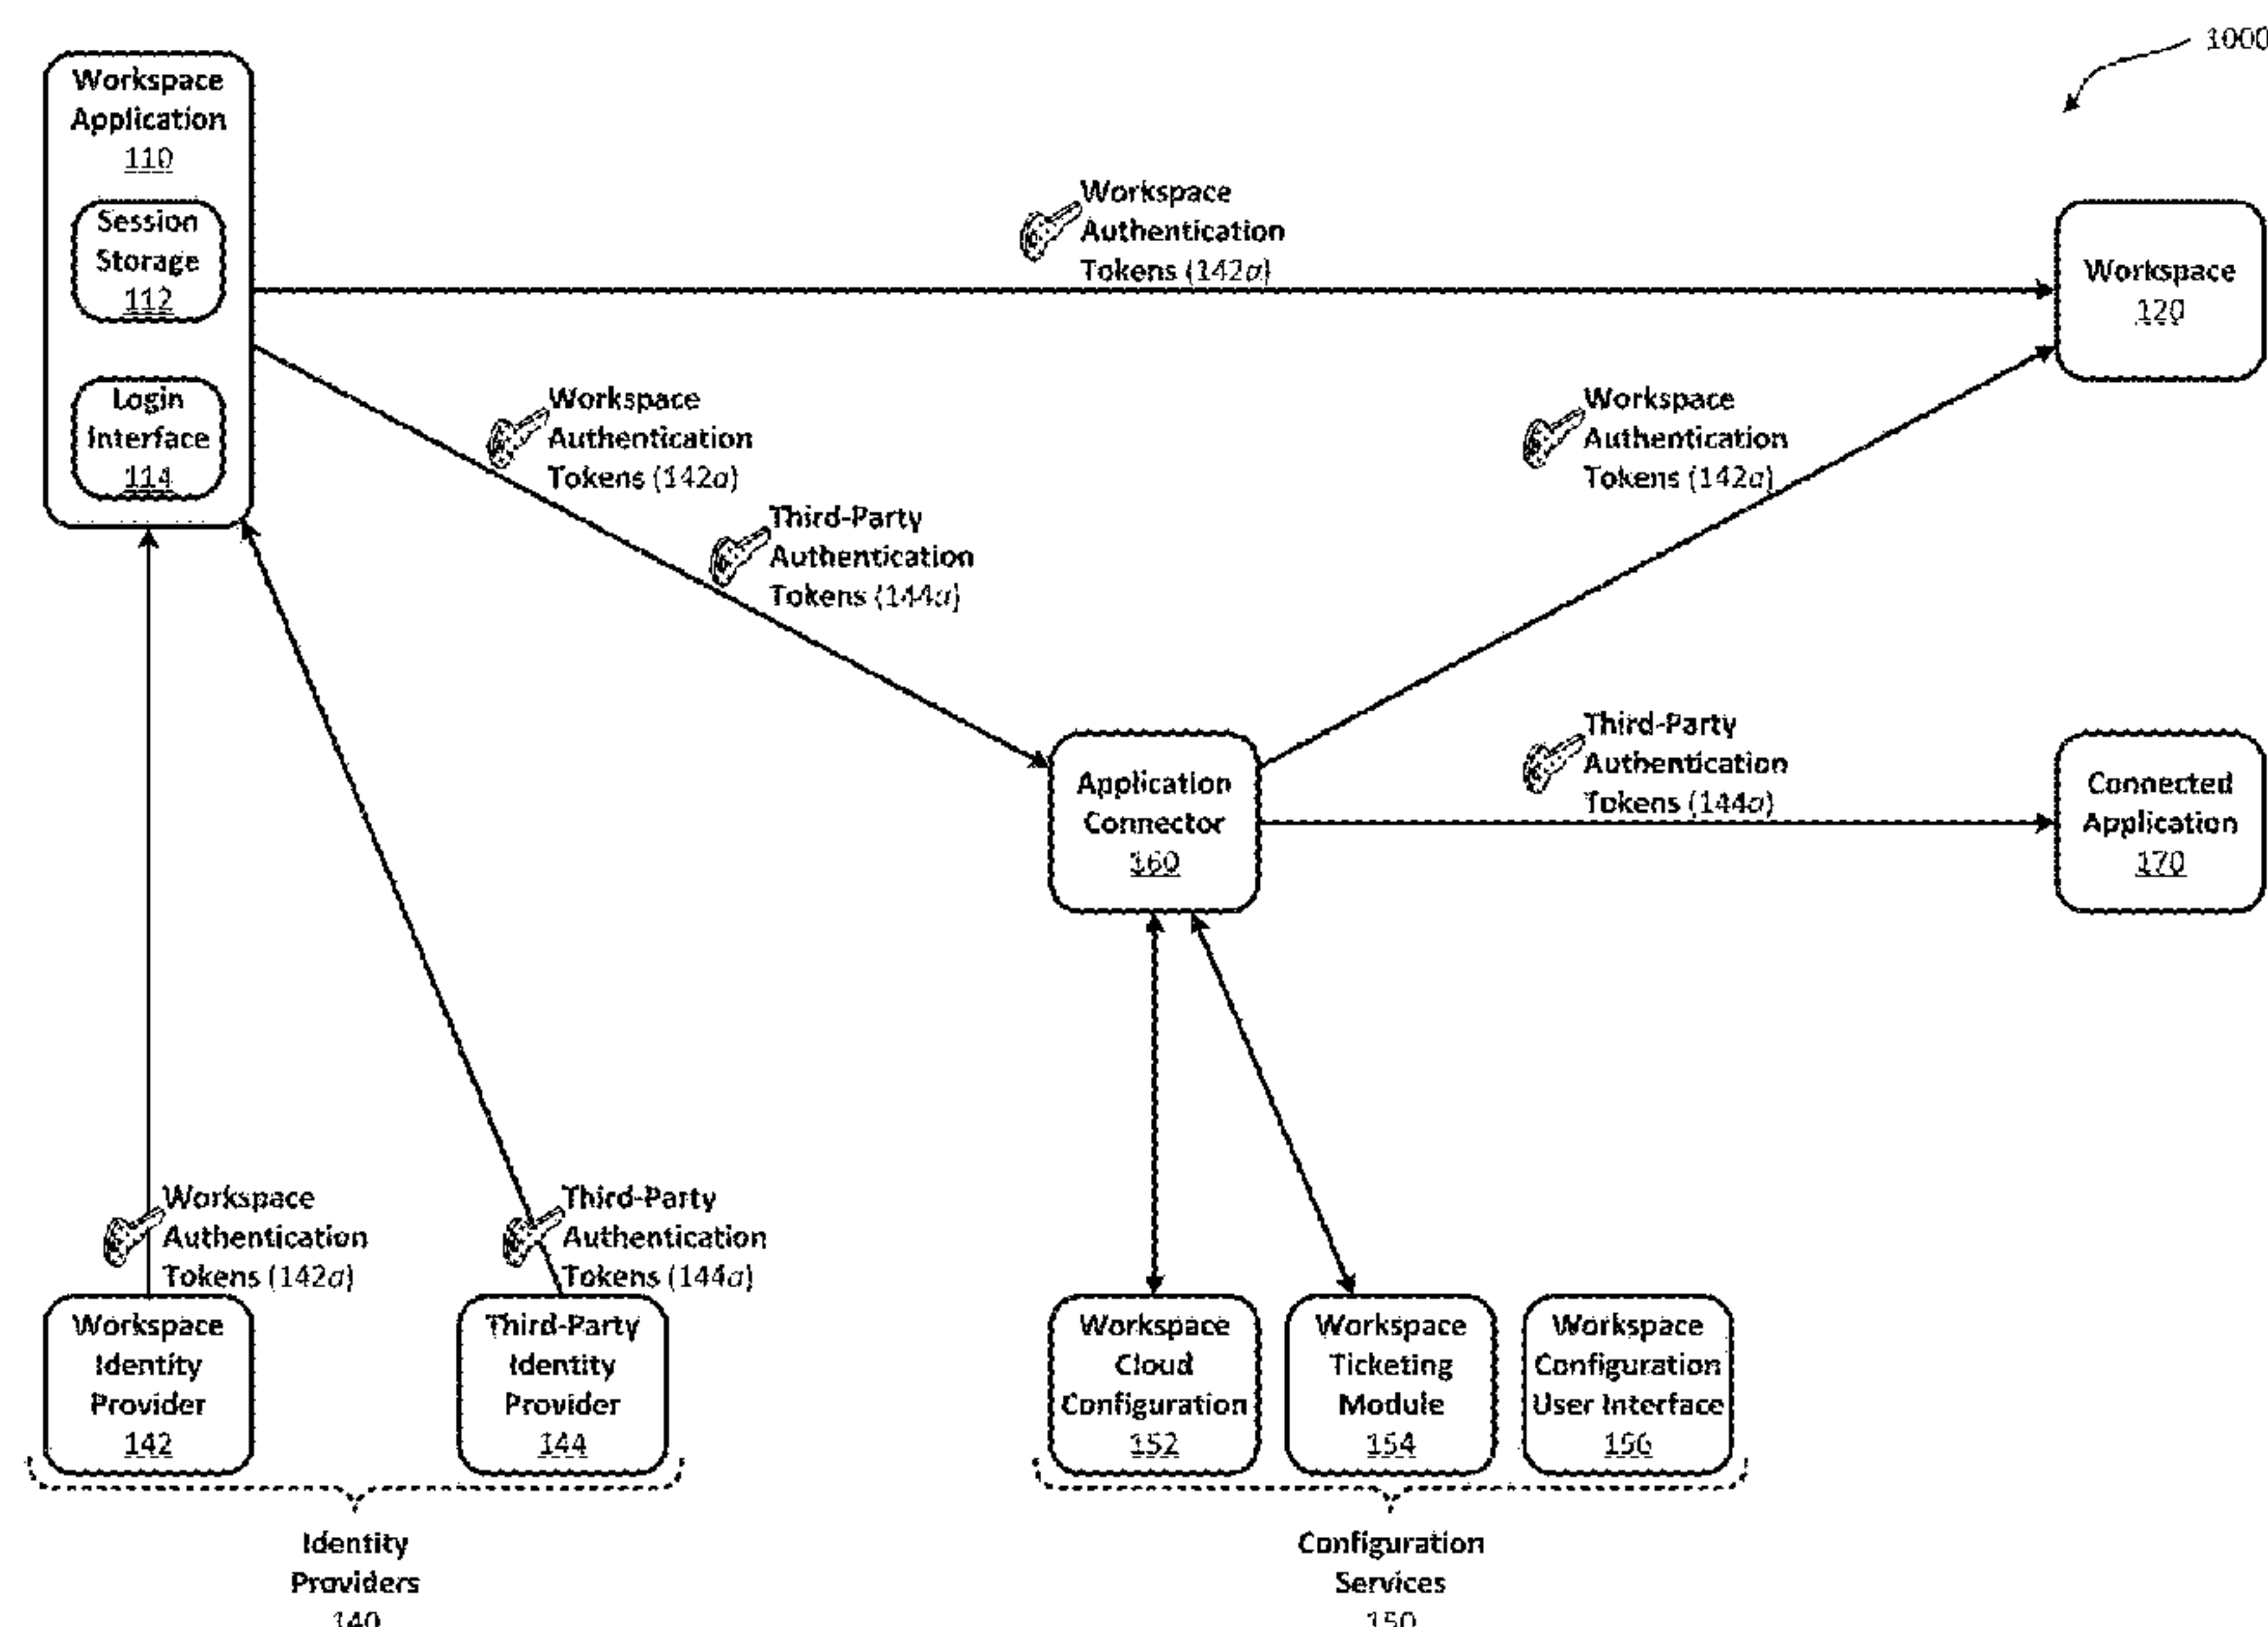 1000
Workspace
Application
110
Session
Storage
112
Login
Interface
114
Workspace
Authentication
Tokens (142a)
Workspace
120
Workspace
Authentication
Tokens (142a)
Third-Party
Authentication
Tokens (144a)
Workspace
Authentication
Tokens (142a)
Application
Connector
160
Third-Party
Authentication
Tokens (144a)
Connected
Application
170
Workspace
Authentication
Tokens (142a)
Third-Party
Authentication
Tokens (144a)
Workspace
Identity
Provider
142
Third-Party
Identity
Provider
144
Workspace
Cloud
Configuration
152
Workspace
Ticketing
Module
154
Workspace
Configuration
User Interface
156
Identity
Providers
140
Configuration
Services
150